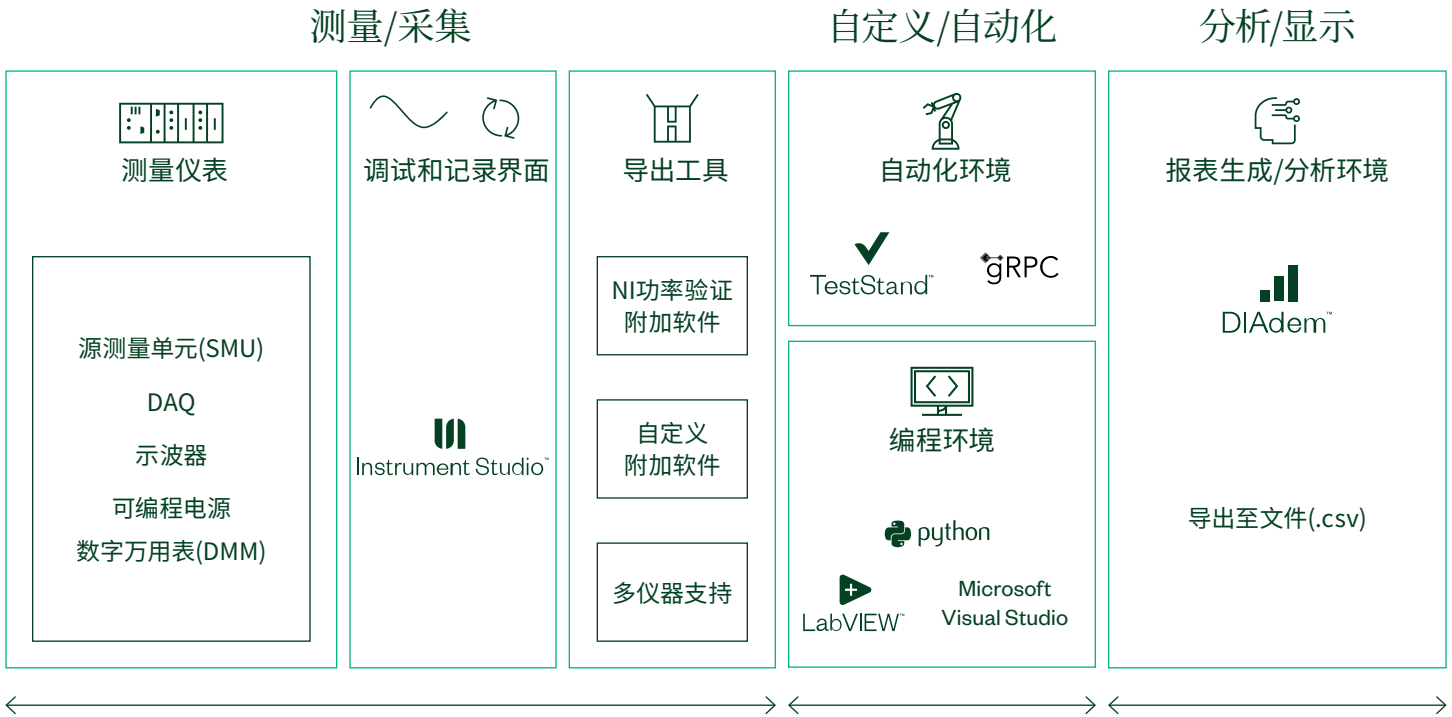 测量/采集
自定义/自动化
分析/显示
测量仪表
源测量单元(SMU)
DAQ
示波器
可编程电源
数字万用表(DMM)
调试和记录界面
Instrument Studio™
导出工具
NI功率验证
附加软件
自定义
附加软件
多仪器支持
自动化环境
TestStand™
gRPC
编程环境
python
LabVIEW™
Microsoft
Visual Studio
报表生成/分析环境
DIAdem™
导出至文件(.csv)